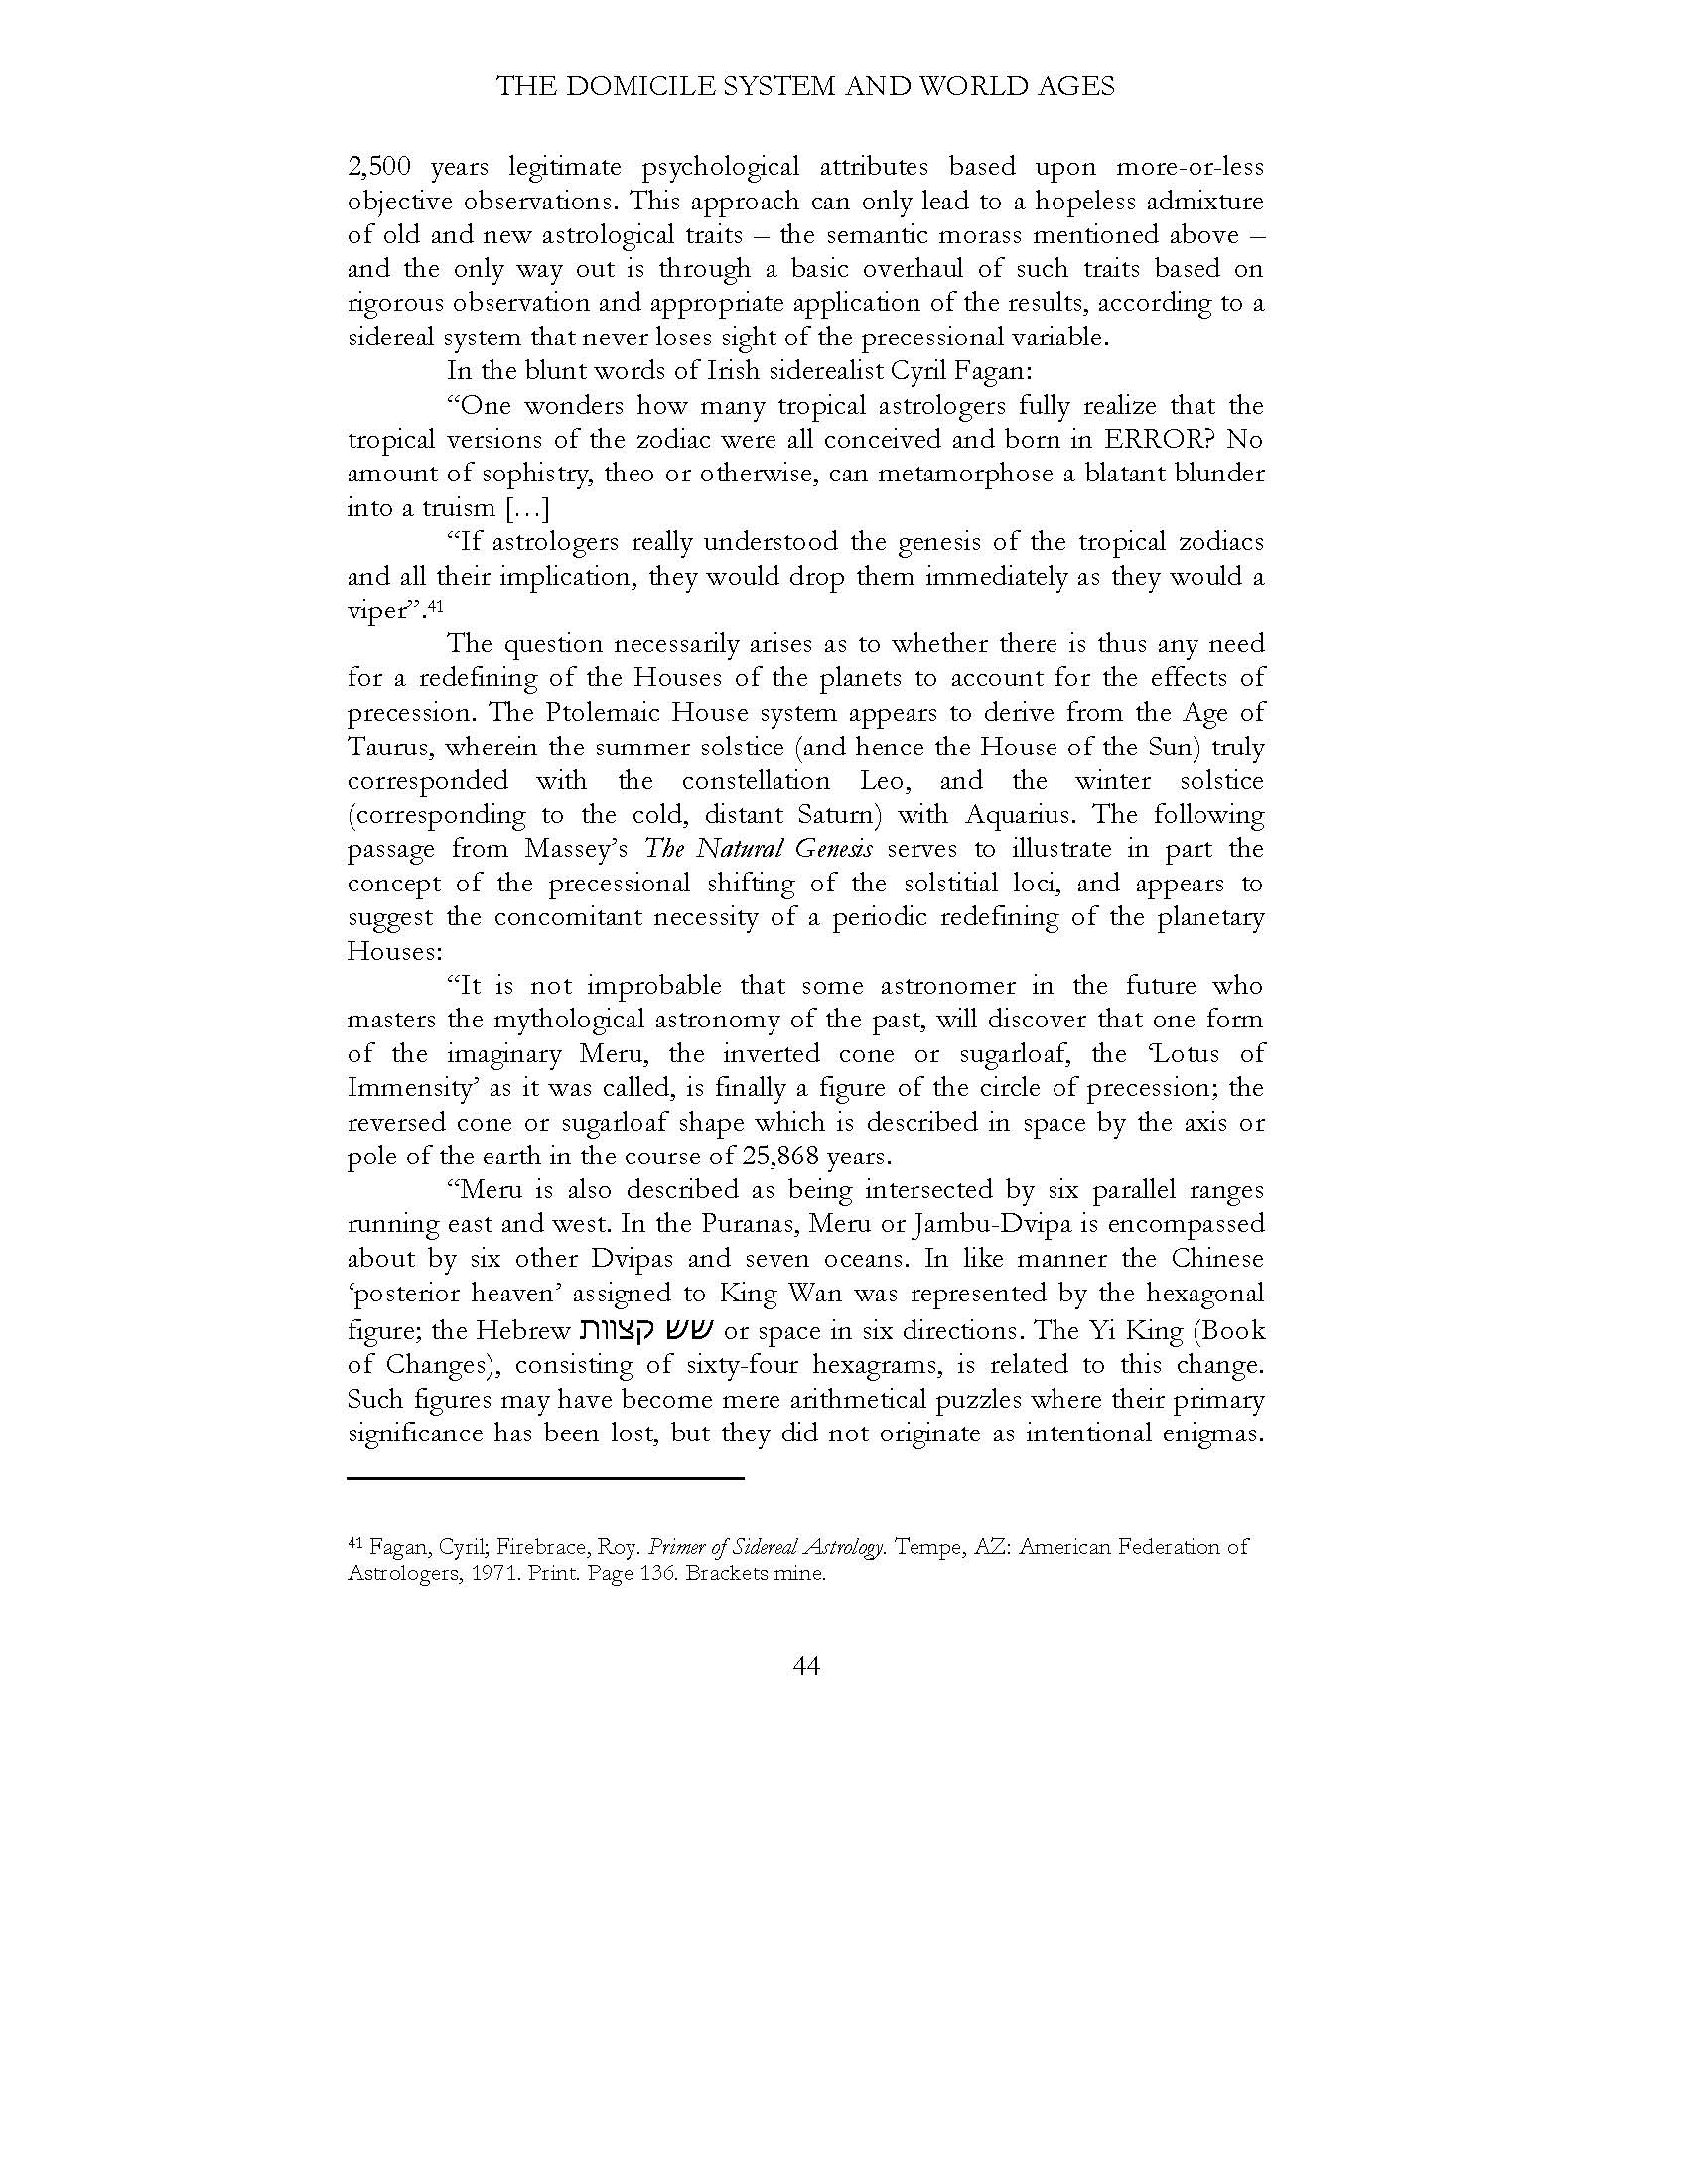 THE DOMICILE SYSTEM AND WORLD AGES
2,500 years legitimate psychological attributes based upon more-or-less
objective observations. This approach can only lead to a hopeless admixture
of old and new astrological traits – the semantic morass mentioned above –
and the only way out is through a basic overhaul of such traits based on
rigorous observation and appropriate application of the results, according to a
sidereal system that never loses sight of the precessional variable.
In the blunt words of Irish siderealist Cyril Fagan:
“One wonders how many tropical astrologers fully realize that the
tropical versions of the zodiac were all conceived and born in ERROR? No
amount of sophistry, theo or otherwise, can metamorphose a blatant blunder
into a truism […]
“If astrologers really understood the genesis of the tropical zodiacs
and all their implication, they would drop them immediately as they would a
viper”.41
The question necessarily arises as to whether there is thus any need
for a redefining of the Houses of the planets to account for the effects of
precession. The Ptolemaic House system appears to derive from the Age of
Taurus, wherein the summer solstice (and hence the House of the Sun) truly
corresponded with the constellation Leo, and the winter solstice
(corresponding to the cold, distant Saturn) with Aquarius. The following
passage from Massey’s The Natural Genesis serves to illustrate in part the
concept of the precessional shifting of the solstitial loci, and appears to
suggest the concomitant necessity of a periodic redefining of the planetary
Houses:
“It is not improbable that some astronomer in the future who
masters the mythological astronomy of the past, will discover that one form
of the imaginary Meru, the inverted cone or sugarloaf, the ‘Lotus of
Immensity’ as it was called, is finally a figure of the circle of precession; the
reversed cone or sugarloaf shape which is described in space by the axis or
pole of the earth in the course of 25,868 years.
“Meru is also described as being intersected by six parallel ranges
running east and west. In the Puranas, Meru or Jambu-Dvipa is encompassed
about by six other Dvipas and seven oceans. In like manner the Chinese
‘posterior heaven’ assigned to King Wan was represented by the hexagonal
figure; the Hebrew שש קצוות or space in six directions. The Yi King (Book
of Changes), consisting of sixty-four hexagrams, is related to this change.
Such figures may have become mere arithmetical puzzles where their primary
significance has been lost, but they did not originate as intentional enigmas.
41 Fagan, Cyril; Firebrace, Roy. Primer of Sidereal Astrology. Tempe, AZ: American Federation of
Astrologers, 1971. Print. Page 136. Brackets mine.
44